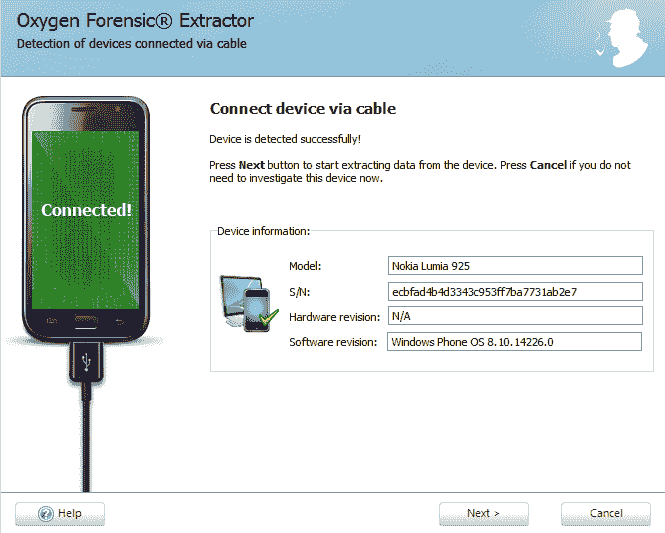 Oxygen Forensic® Extractor
Detection of devices connected via cable
Connect device via cable
Device is detected successfully!
Press Next button to start extracting data from the device. Press Cancel if you do not
need to investigate this device now.
Connected!
Device information:
Model: Nokia Lumia 925
S/N: ecbfad4b4d3343c953ff7ba7731ab2e7
Hardware revision: N/A
Software revision: Windows Phone OS 8.10.14226.0
Help Next > Cancel